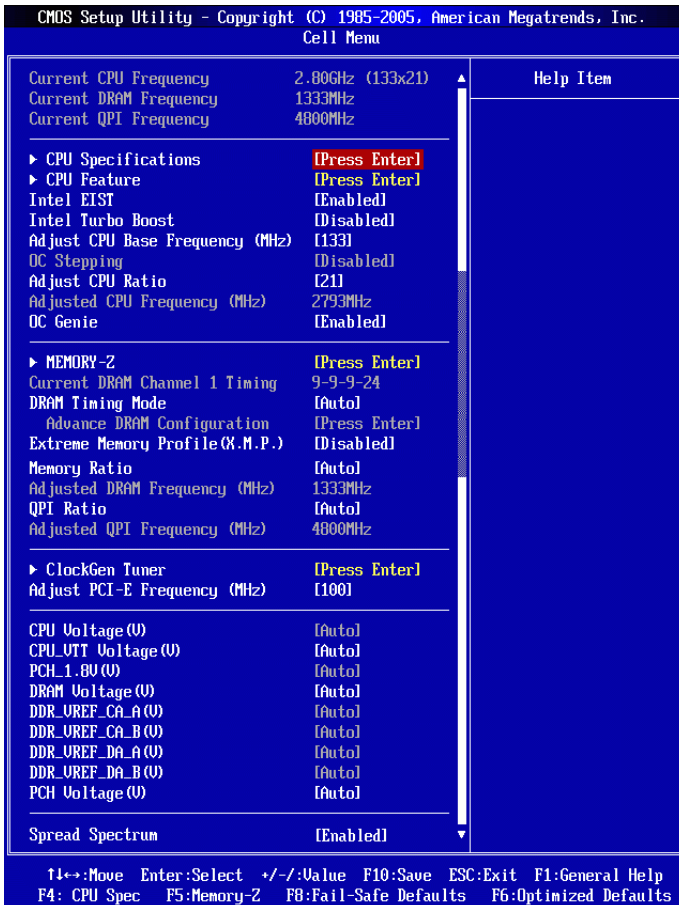 CMOS Setup Utility - Copyright (C) 1985-2005, American Megatrends, Inc.
Cell Menu
Help Item
Current CPU Frequency 2.80GHz (133x21)
Current DRAM Frequency 1333MHz
Current QPI Frequency 4800MHz
▶ CPU Specifications [Press Enter]
▶ CPU Feature [Press Enter]
Intel EIST [Enabled]
Intel Turbo Boost [Disabled]
Adjust CPU Base Frequency (MHz) [133]
OC Stepping [Disabled]
Adjust CPU Ratio [21]
Adjusted CPU Frequency (MHz) 2793MHz
OC Genie [Enabled]
▶ MEMORY-Z [Press Enter]
Current DRAM Channel 1 Timing 9-9-9-24
DRAM Timing Mode [Auto]
Advance DRAM Configuration [Press Enter]
Extreme Memory Profile(X.M.P.) [Disabled]
Memory Ratio [Auto]
Adjusted DRAM Frequency (MHz) 1333MHz
QPI Ratio [Auto]
Adjusted QPI Frequency (MHz) 4800MHz
▶ ClockGen Tuner [Press Enter]
Adjust PCI-E Frequency (MHz) [100]
CPU Voltage(V) [Auto]
CPU_VTT Voltage(V) [Auto]
PCH_1.8V(V) [Auto]
DRAM Voltage(V) [Auto]
DDR_VREF_CA_A(V) [Auto]
DDR_VREF_CA_B(V) [Auto]
DDR_VREF_DA_A(V) [Auto]
DDR_VREF_DA_B(V) [Auto]
PCH Voltage(V) [Auto]
Spread Spectrum [Enabled]
↑↓←→:Move Enter:Select +/-/:Value F10:Save ESC:Exit F1:General Help
F4: CPU Spec F5:Memory-Z F8:Fail-Safe Defaults F6:Optimized Defaults